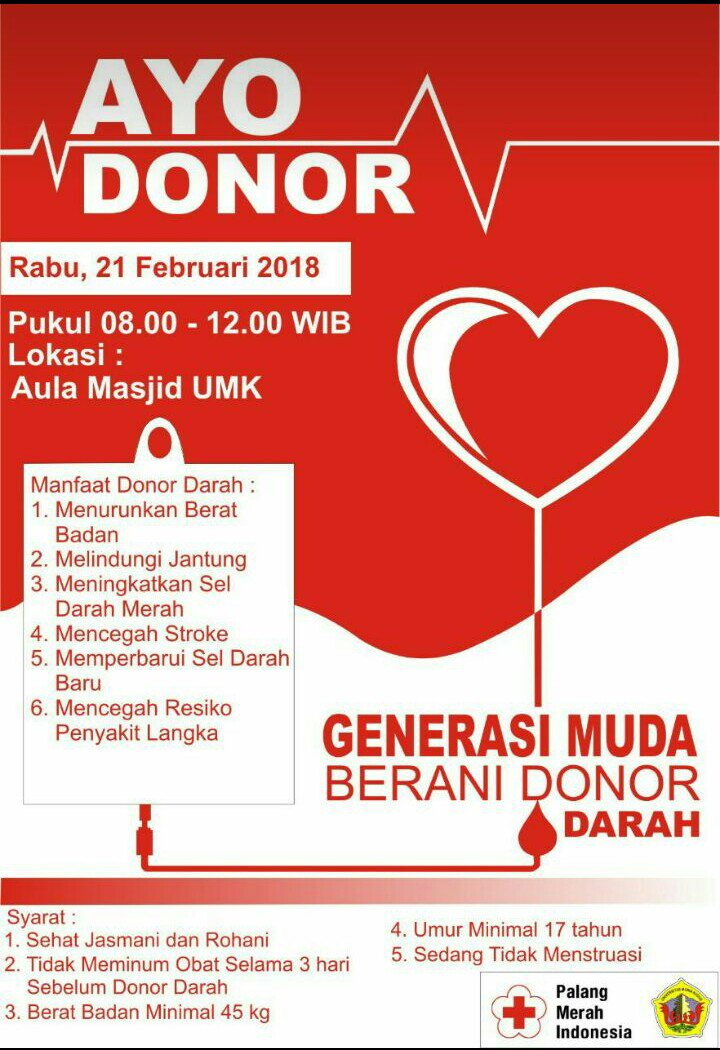 AYO
DONOR
Rabu, 21 Februari 2018
Pukul 08.00 - 12.00 WIB
Lokasi :
Aula Masjid UMK
Manfaat Donor Darah :
1. Menurunkan Berat
Badan
2. Melindungi Jantung
3. Meningkatkan Sel
Darah Merah
4. Mencegah Stroke
5. Memperbarui Sel Darah
Baru
6. Mencegah Resiko
Penyakit Langka
GENERASI MUDA
BERANI DONOR
DARAH
Syarat :
1. Sehat Jasmani dan Rohani
2. Tidak Meminum Obat Selama 3 hari
Sebelum Donor Darah
3. Berat Badan Minimal 45 kg
4. Umur Minimal 17 tahun
5. Sedang Tidak Menstruasi
Palang
Merah
Indonesia